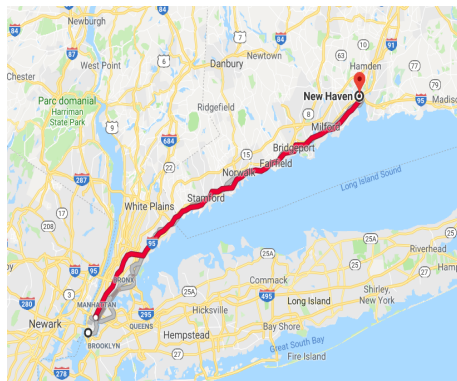 84
Newburgh
84
6
7
63
10
91
West Point
Newtown
Hamden
Chester
Danbury
77
79
New Haven
Parc domanial
Harriman
State Park
9
Ridgefield
8
95
Madisc
Milford
684
15
Bridgeport
22
Norwalk
Fairfield
287
Stamford
Long Island Sound
White Plains
17
208
95
25A
Riverhead
80
95
25A
Hamp
BRONX
Commack
3
280
MANHATTAN
495
Long Island
Shirley,
New York
295
Hicksville
Newark
QUEENS
Hempstead
Bay Shore
BROOKLYN
27
Great South Bay
Fire Island
278